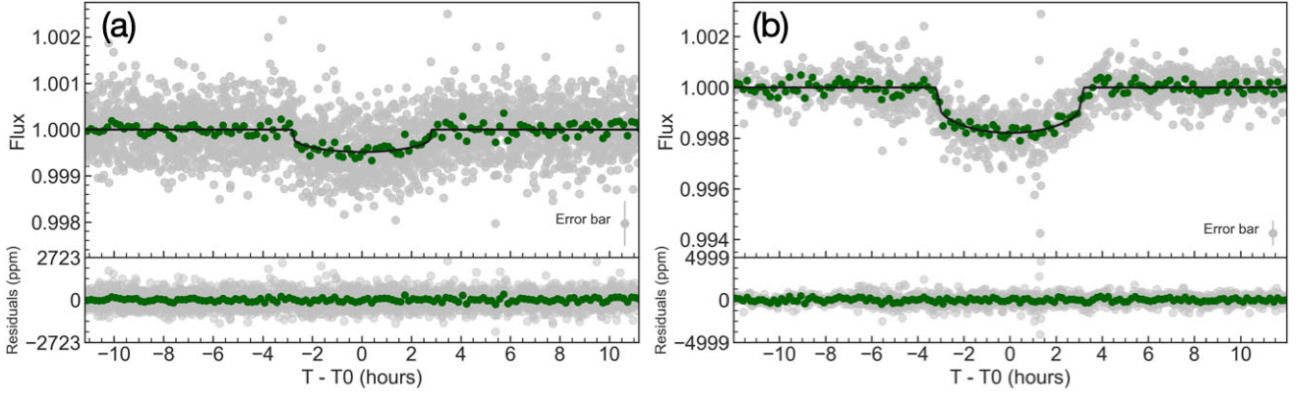 (a)
1.002
1.001
1.000
0.999
0.998
Flux
Error bar
2723
0
−2723
Residuals (ppm)
−10 −8 −6 −4 −2 0 2 4 6 8 10
T - T0 (hours)
(b)
1.002
1.000
0.998
0.996
0.994
Flux
Error bar
4999
0
−4999
Residuals (ppm)
−10 −8 −6 −4 −2 0 2 4 6 8 10
T - T0 (hours)